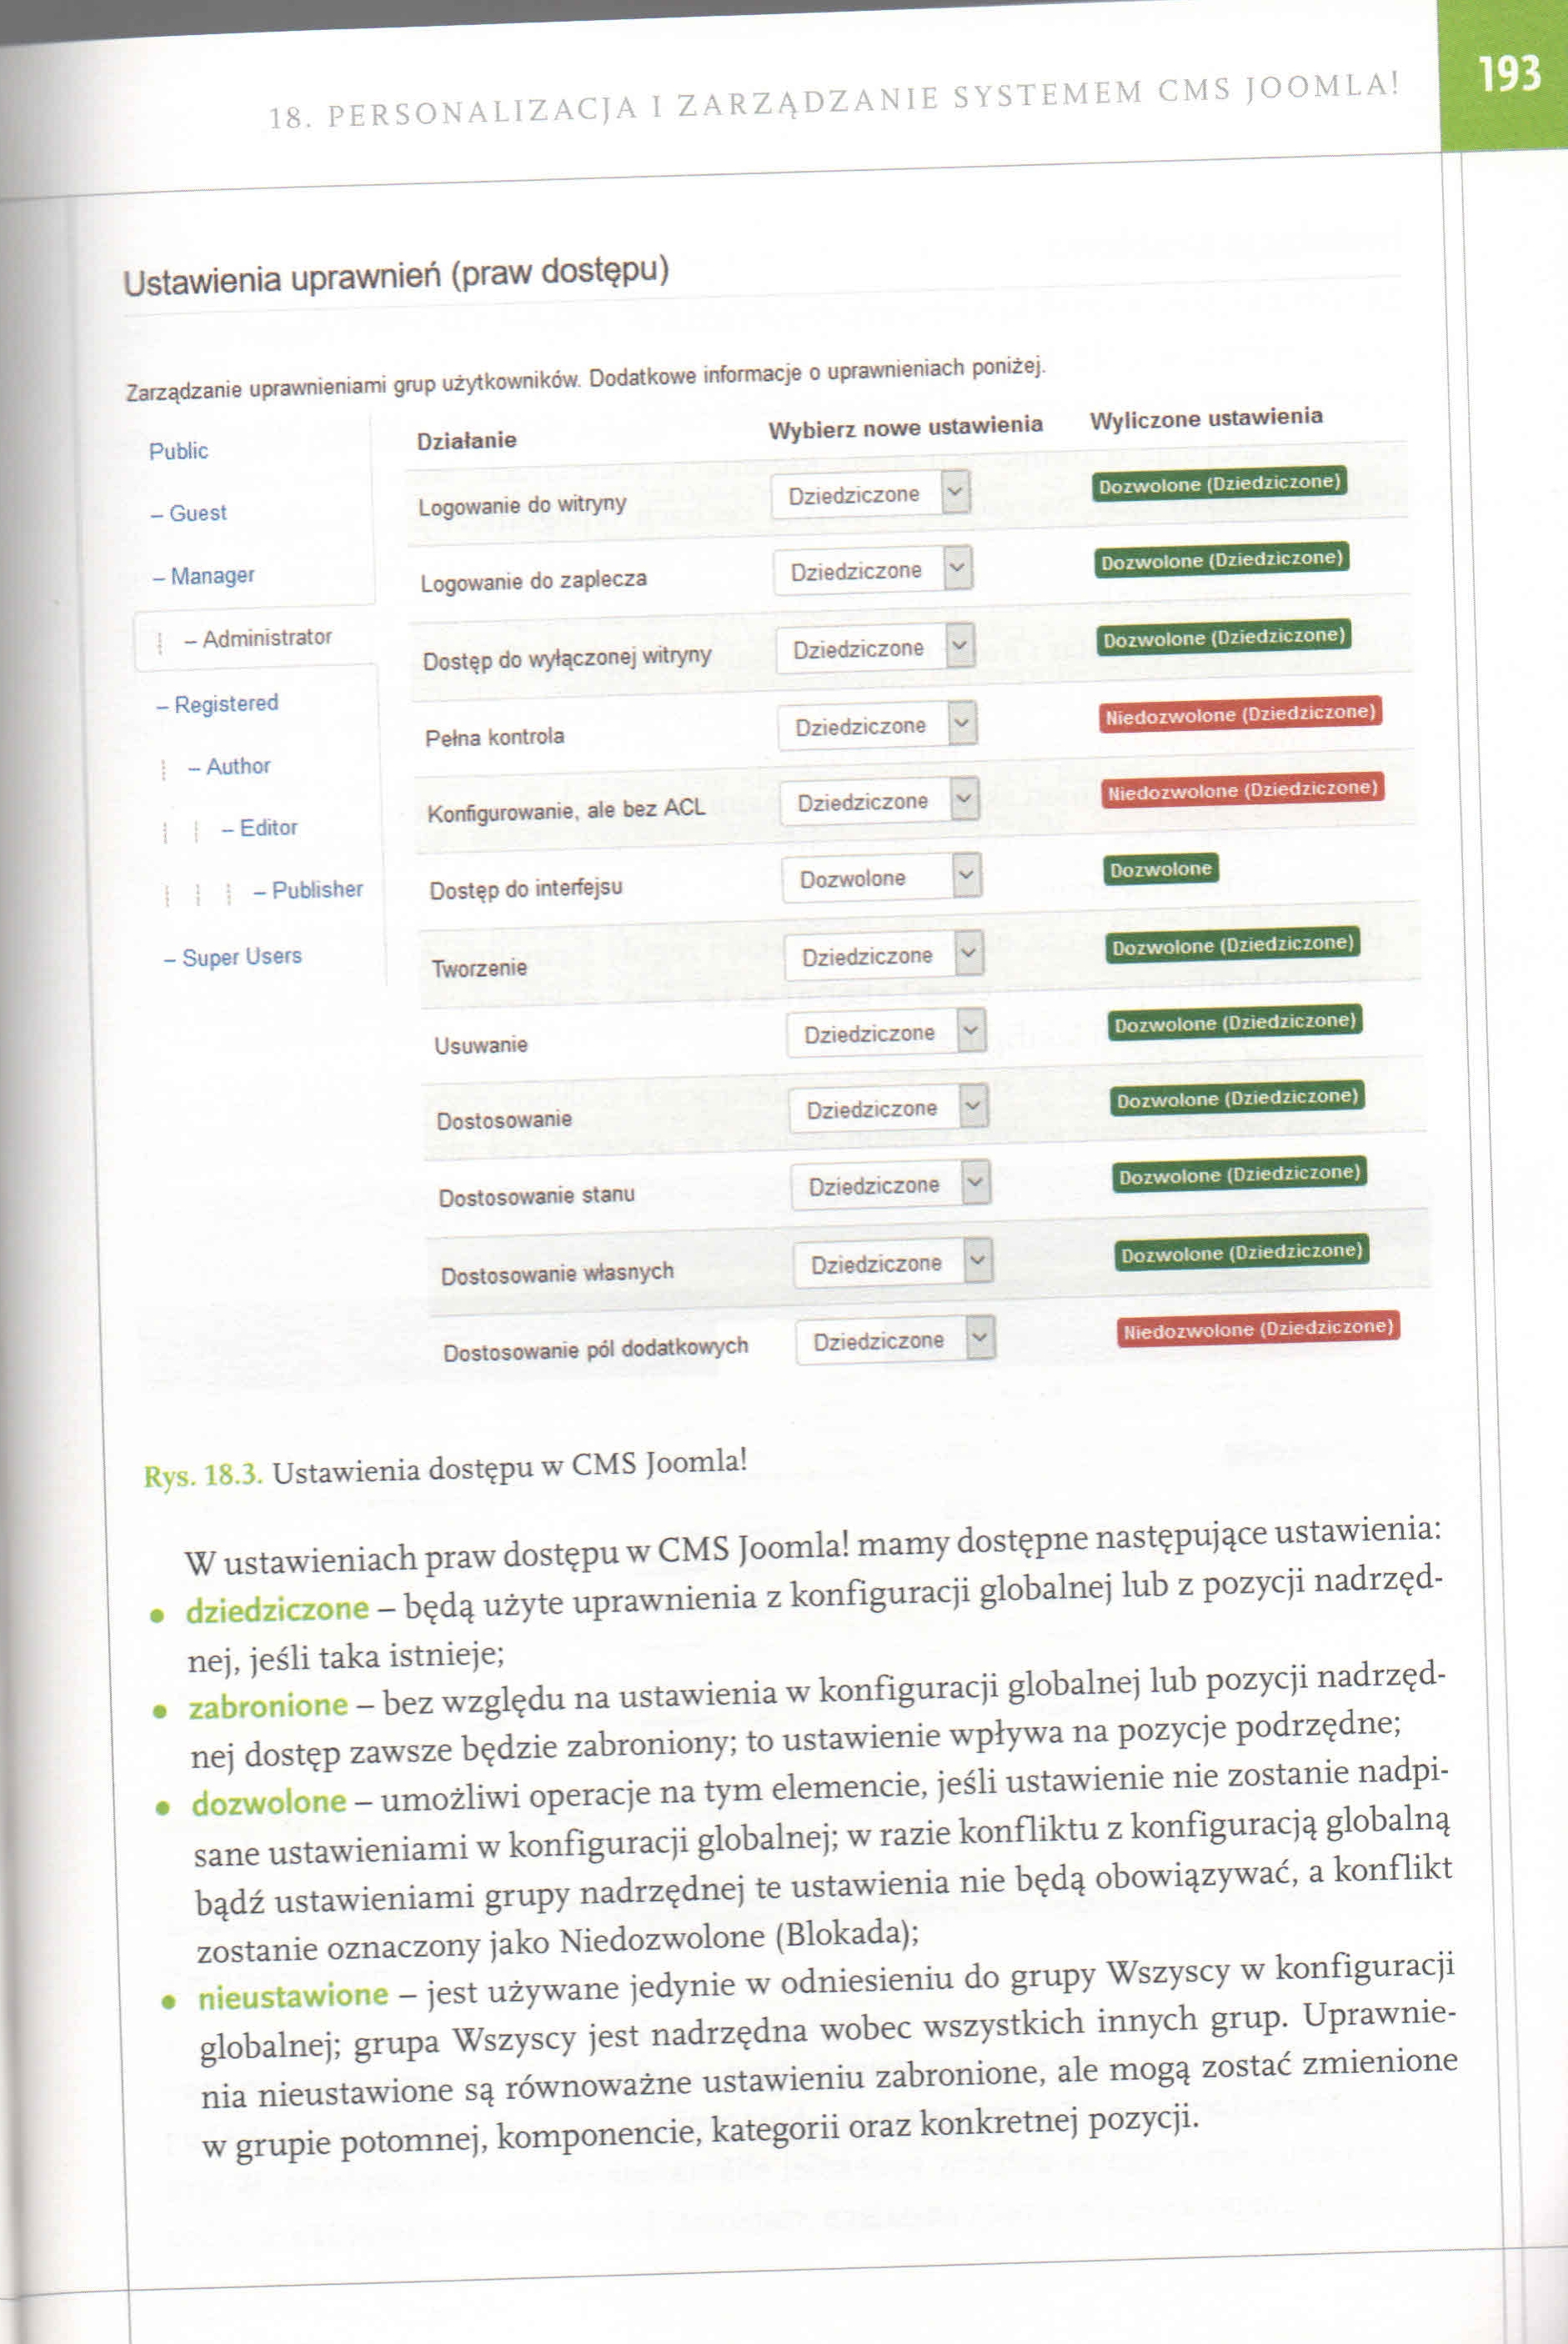 18. PERSONALIZACJA I ZARZĄDZANIE SYSTEMEM CMS JOOMLA!
193
Ustawienia uprawnień (praw dostępu)
Zarządzanie uprawnieniami grup użytkowników. Dodatkowe informacje o uprawnieniach poniżej.
Public
– Guest
– Manager
– Administrator
– Registered
– Author
– Editor
– Publisher
– Super Users
Działanie Wybierz nowe ustawienia Wyliczone ustawienia
Logowanie do witryny Dziedziczone Dozwolone (Dziedziczone)
Logowanie do zaplecza Dziedziczone Dozwolone (Dziedziczone)
Dostęp do wyłączonej witryny Dziedziczone Dozwolone (Dziedziczone)
Pełna kontrola Dziedziczone Niedozwolone (Dziedziczone)
Konfigurowanie, ale bez ACL Dziedziczone Niedozwolone (Dziedziczone)
Dostęp do interfejsu Dozwolone Dozwolone
Tworzenie Dziedziczone Dozwolone (Dziedziczone)
Usuwanie Dziedziczone Dozwolone (Dziedziczone)
Dostosowanie Dziedziczone Dozwolone (Dziedziczone)
Dostosowanie stanu Dziedziczone Dozwolone (Dziedziczone)
Dostosowanie własnych Dziedziczone Dozwolone (Dziedziczone)
Dostosowanie pól dodatkowych Dziedziczone Niedozwolone (Dziedziczone)
Rys. 18.3. Ustawienia dostępu w CMS Joomla!
W ustawieniach praw dostępu w CMS Joomla! mamy dostępne następujące ustawienia:
• dziedziczone – będą użyte uprawnienia z konfiguracji globalnej lub z pozycji nadrzęd-
nej, jeśli taka istnieje;
• zabronione – bez względu na ustawienia w konfiguracji globalnej lub pozycji nadrzęd-
nej dostęp zawsze będzie zabroniony; to ustawienie wpływa na pozycje podrzędne;
• dozwolone – umożliwi operacje na tym elemencie, jeśli ustawienie nie zostanie nadpi-
sane ustawieniami w konfiguracji globalnej; w razie konfliktu z konfiguracją globalną
bądź ustawieniami grupy nadrzędnej te ustawienia nie będą obowiązywać, a konflikt
zostanie oznaczony jako Niedozwolone (Blokada);
• nieustawione – jest używane jedynie w odniesieniu do grupy Wszyscy w konfiguracji
globalnej; grupa Wszyscy jest nadrzędna wobec wszystkich innych grup. Uprawnie-
nia nieustawione są równoważne ustawieniu zabronione, ale mogą zostać zmienione
w grupie potomnej, komponencie, kategorii oraz konkretnej pozycji.